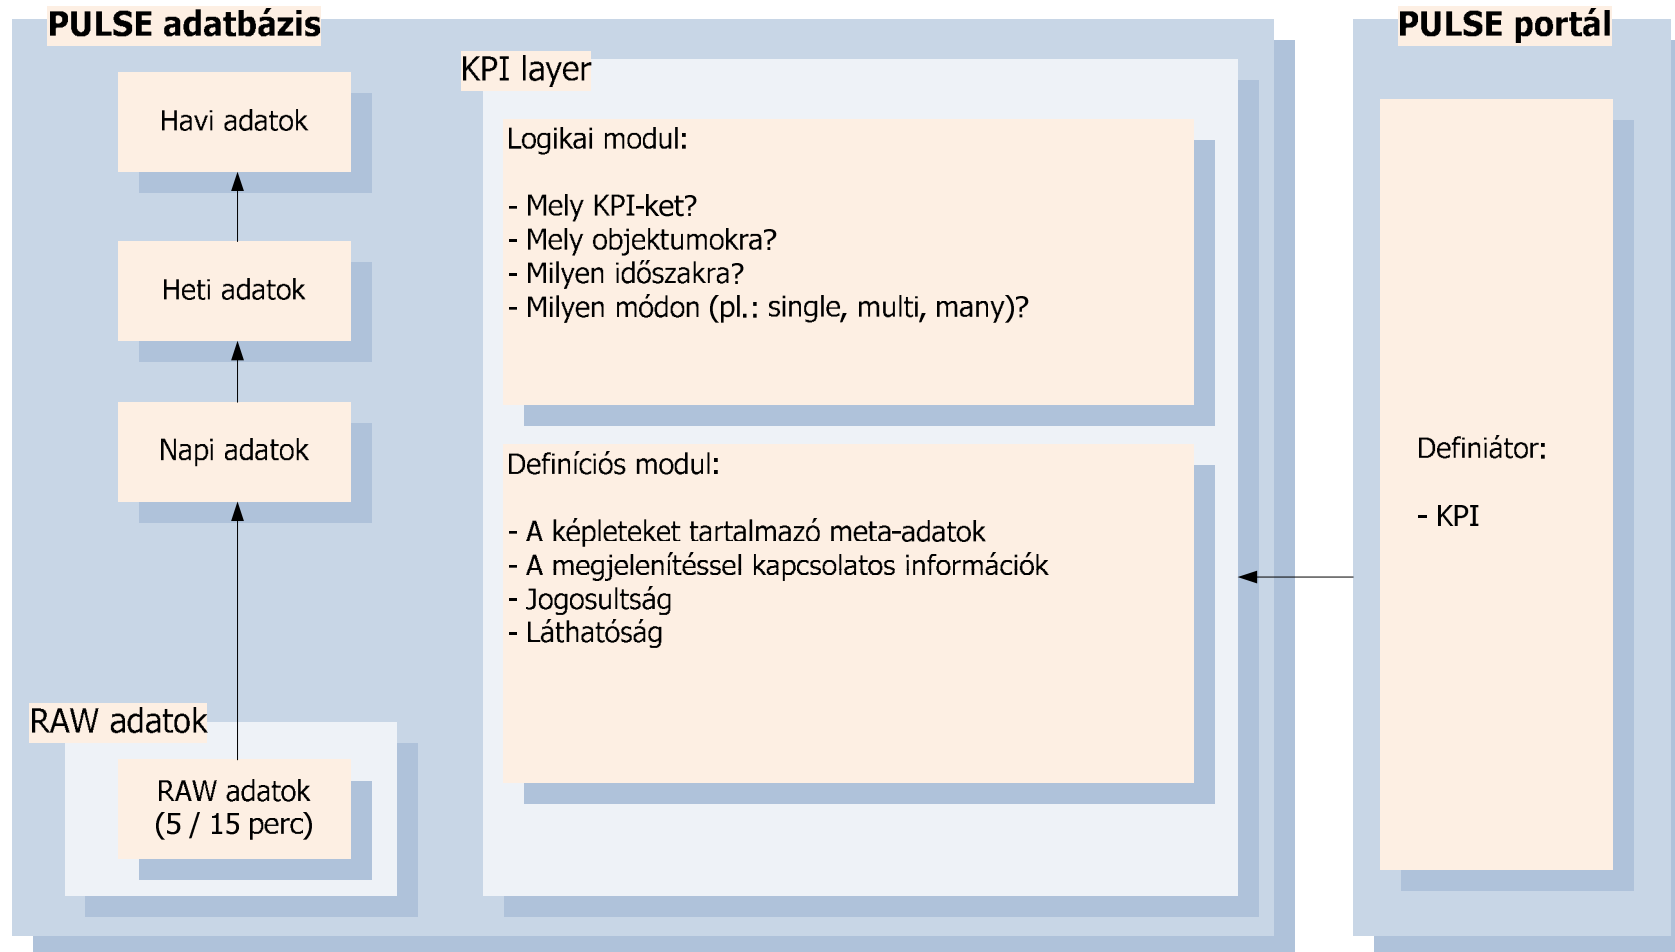 PULSE adatbázis
Havi adatok
Heti adatok
Napi adatok
RAW adatok
RAW adatok
(5 / 15 perc)
KPI layer
Logikai modul:
- Mely KPI-ket?
- Mely objektumokra?
- Milyen időszakra?
- Milyen módon (pl.: single, multi, many)?
Definíciós modul:
- A képleteket tartalmazó meta-adatok
- A megjelenítéssel kapcsolatos információk
- Jogosultság
- Láthatóság
PULSE portál
Definiátor:
- KPI